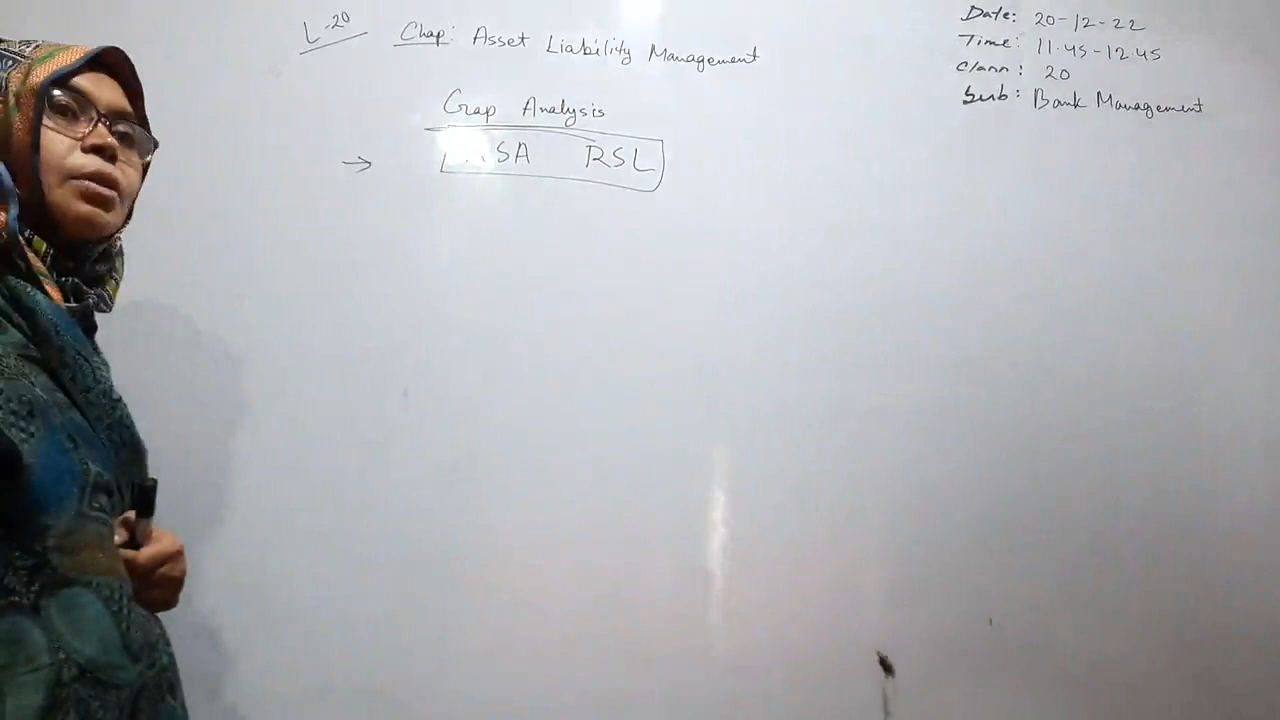 L-20
Chap: Asset Liability Management
Gap Analysis
→ SA RSL
Date: 20-12-22
Time: 11.45-12.45
Class: 20
Sub: Bank Management